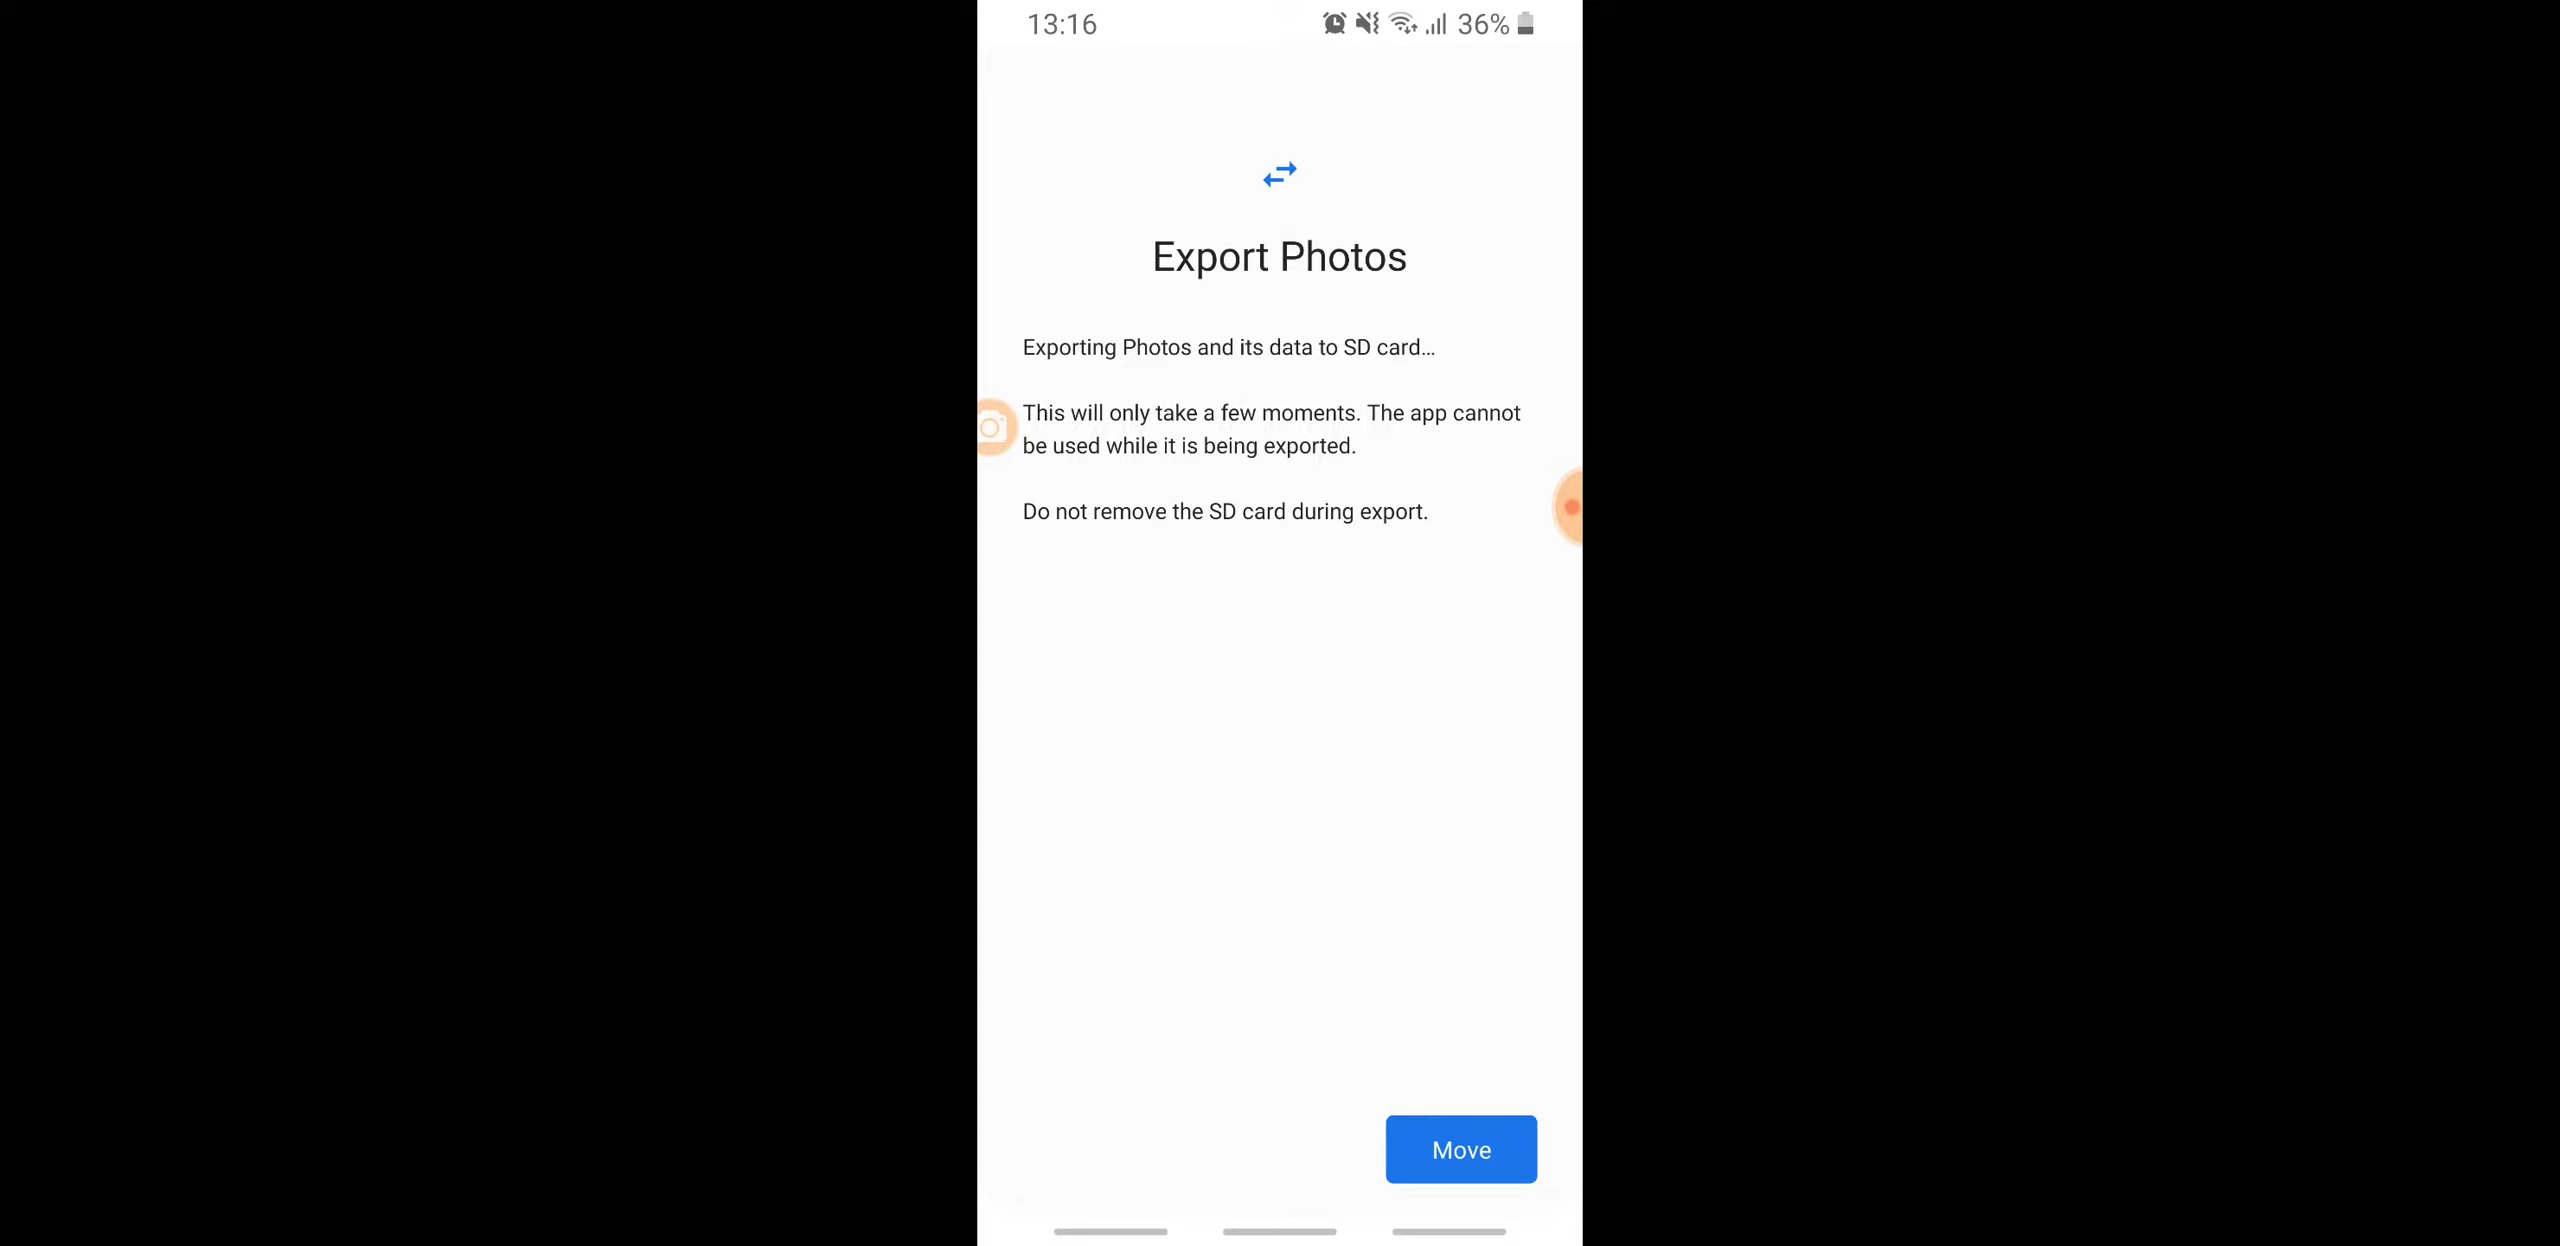 13:16
36%
Export Photos
Exporting Photos and its data to SD card...
This will only take a few moments. The app cannot
be used while it is being exported.
Do not remove the SD card during export.
Move